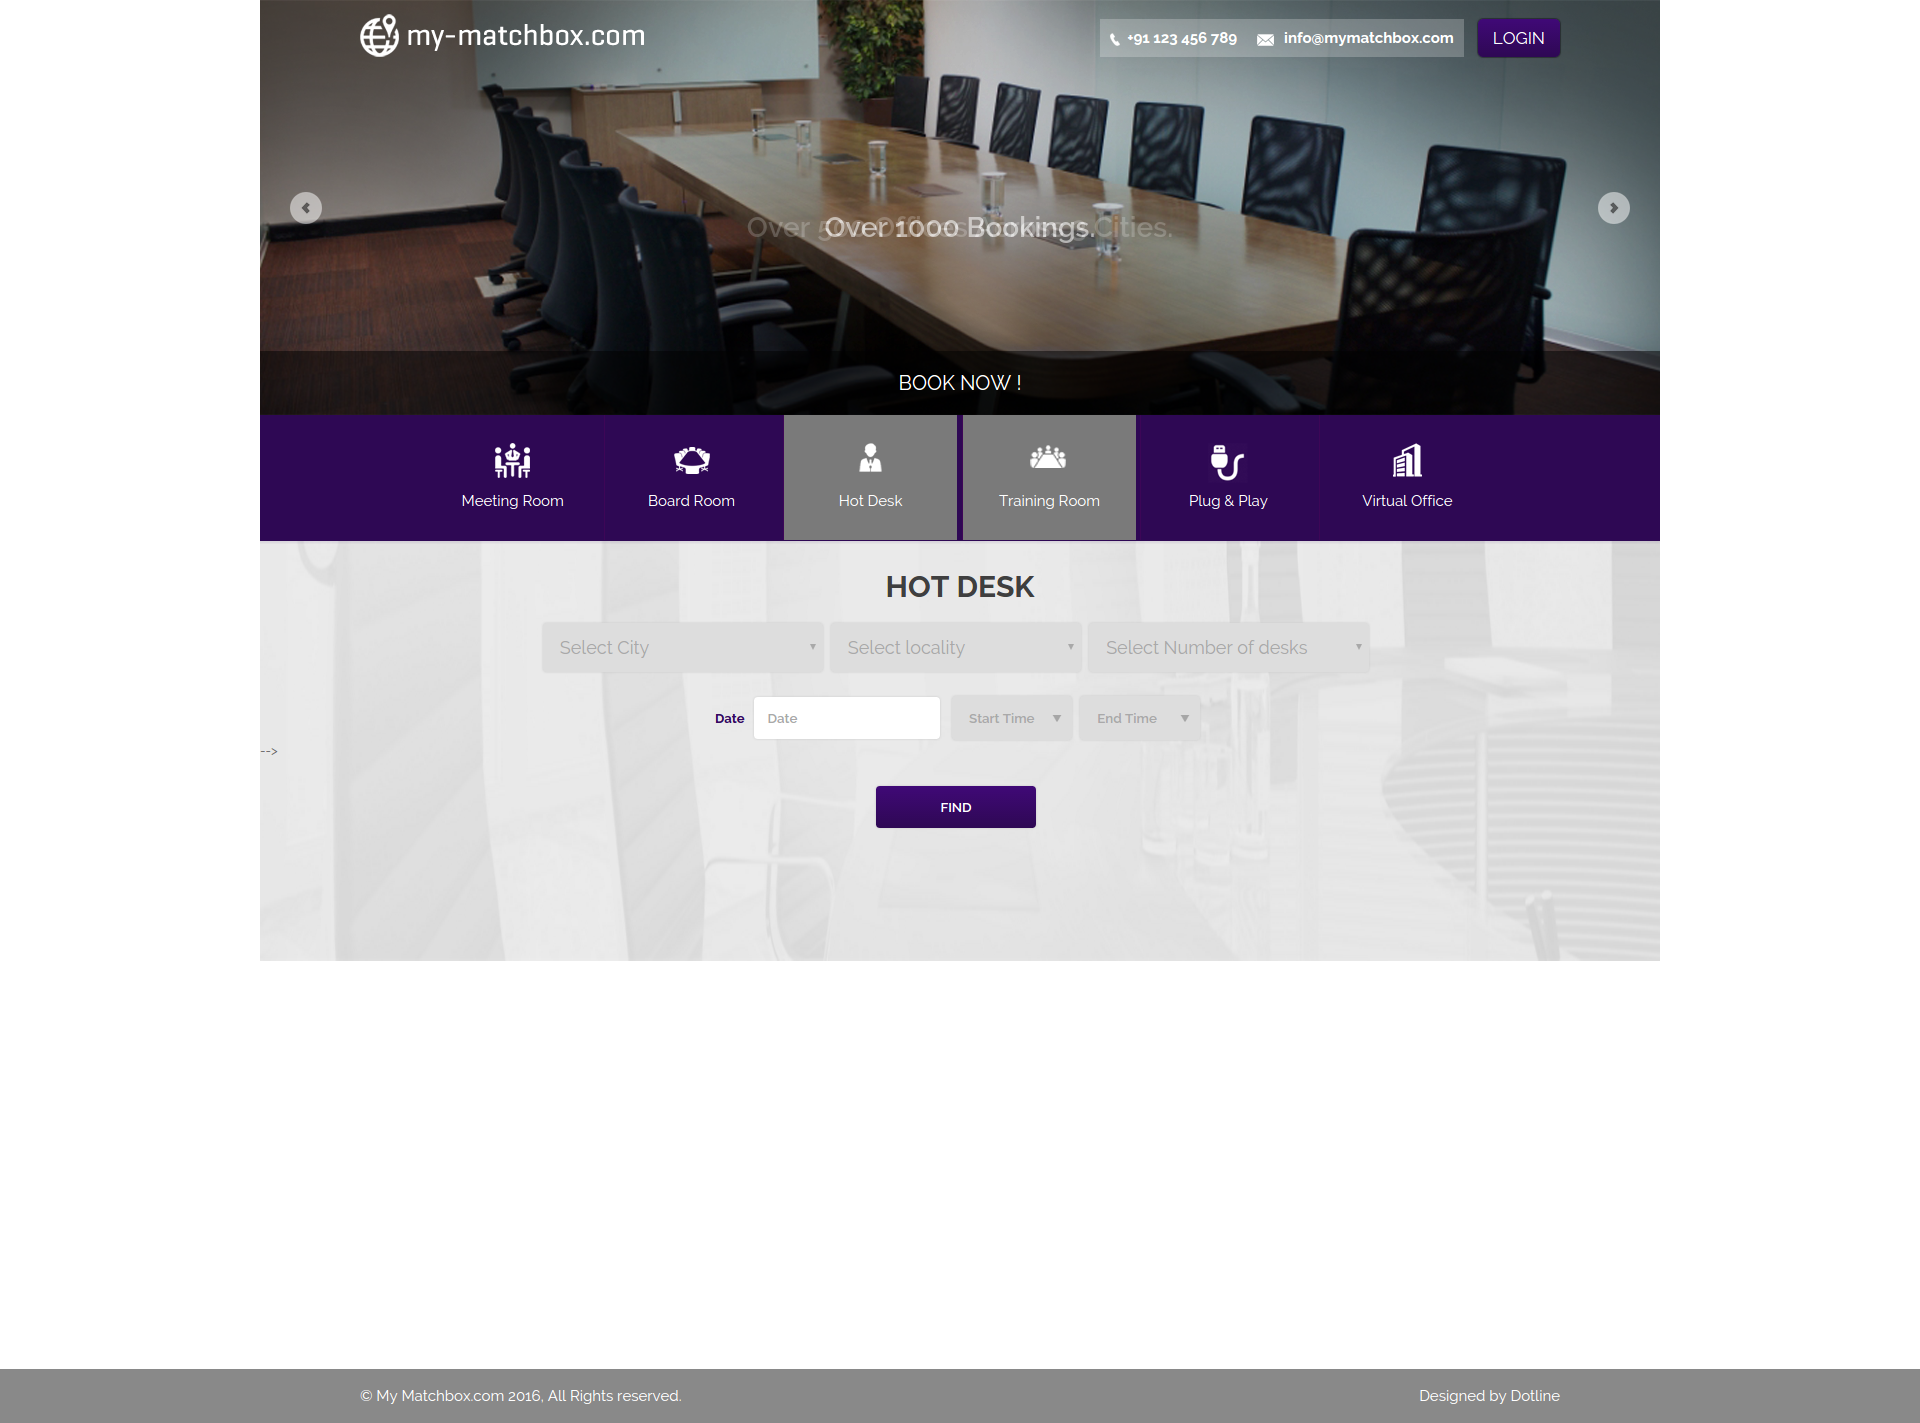 my-matchbox.com
+91 123 456 789
info@mymatchbox.com
LOGIN
Over 500 Offices Cities.
Over 1000 Bookings.
BOOK NOW !
Meeting Room
Board Room
Hot Desk
Training Room
Plug & Play
Virtual Office
HOT DESK
Select City
Select locality
Select Number of desks
Date
Date
Start Time
End Time
-->
FIND
© My Matchbox.com 2016, All Rights reserved.
Designed by Dotline